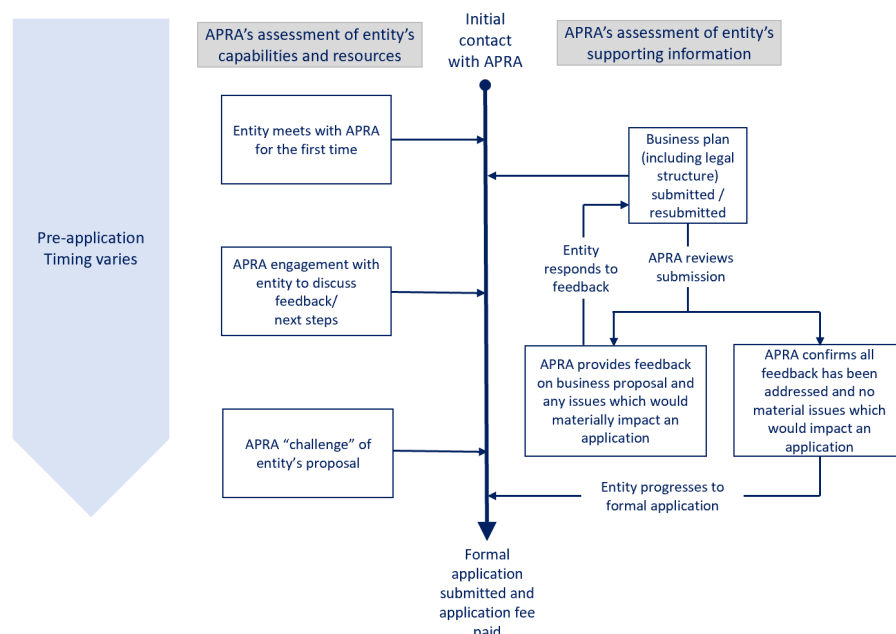 Initial
contact
with APRA
APRA’s assessment of entity’s
capabilities and resources
APRA’s assessment of entity’s
supporting information
Pre-application
Timing varies
Entity meets with APRA
for the first time
Business plan
(including legal
structure)
submitted /
resubmitted
APRA engagement with
entity to discuss
feedback/
next steps
Entity
responds to
feedback
APRA reviews
submission
APRA provides feedback
on business proposal and
any issues which would
materially impact an
application
APRA confirms all
feedback has been
addressed and no
material issues which
would impact an
application
APRA “challenge” of
entity’s proposal
Entity progresses to
formal application
Formal
application
submitted and
application fee
paid